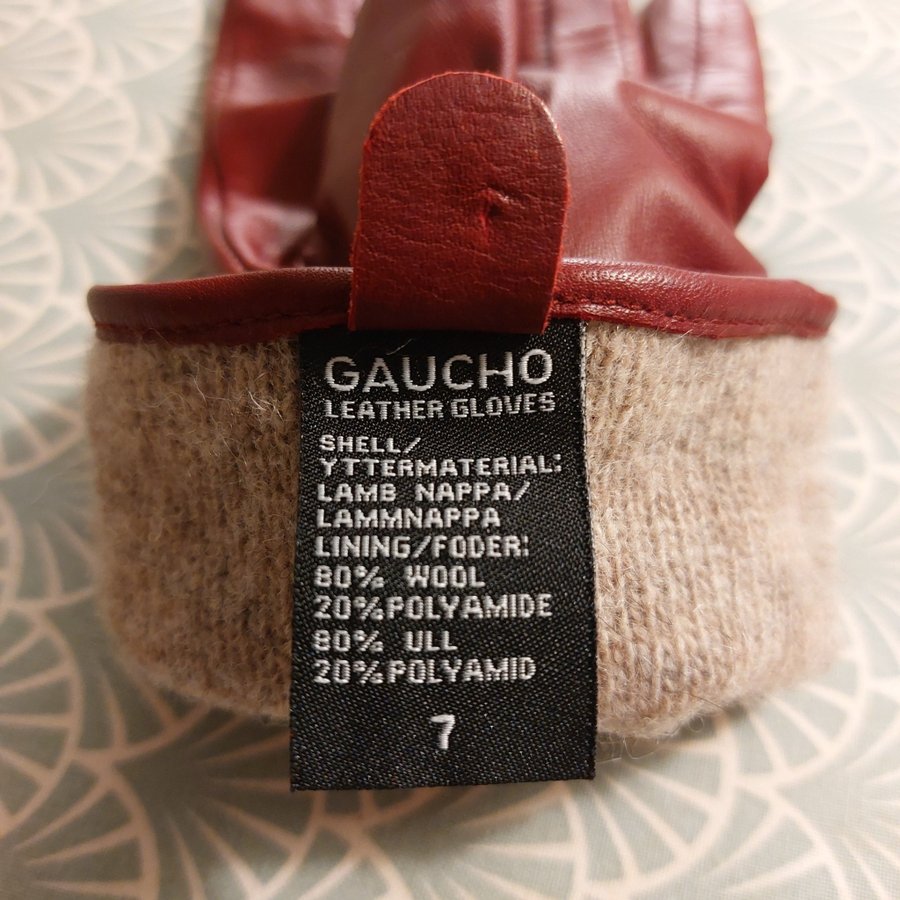 GAUCHO
LEATHER GLOVES
SHELL/
YTTERMATERIAL:
LAMB NAPPA/
LAMMNAPPA
LINING/FODER:
80% WOOL
20%POLYAMIDE
80% ULL
20%POLYAMID
7